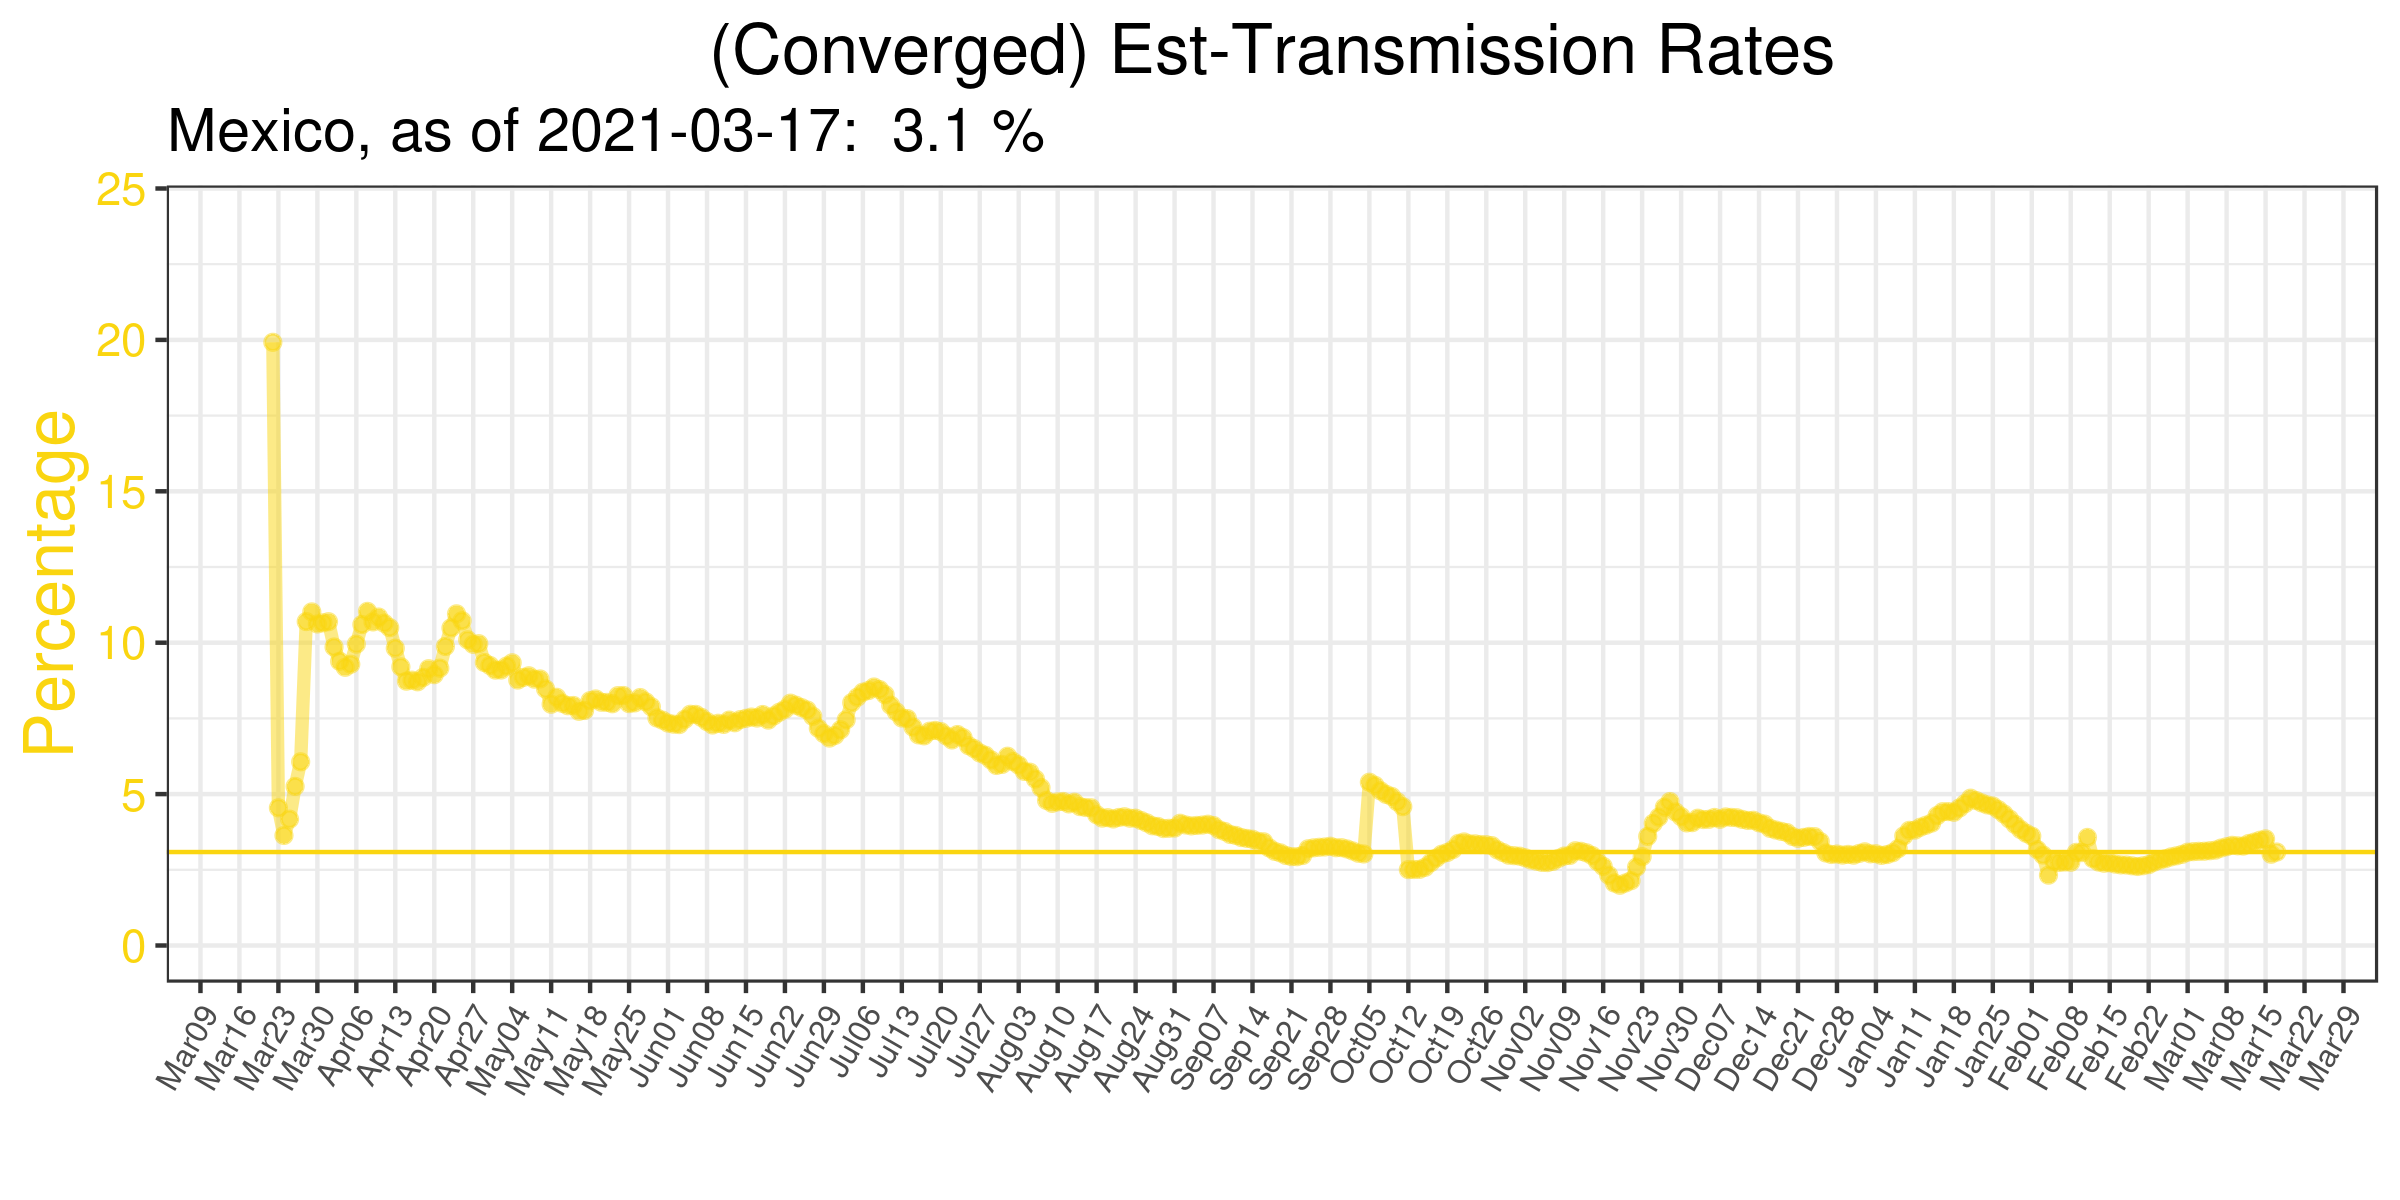 (Converged) Est-Transmission Rates
Mexico, as of 2021-03-17:  3.1 %
Percentage
25
20
15
10
5
0
Mar09
Mar16
Mar23
Mar30
Apr06
Apr13
Apr20
Apr27
May04
May11
May18
May25
Jun01
Jun08
Jun15
Jun22
Jun29
Jul06
Jul13
Jul20
Jul27
Aug03
Aug10
Aug17
Aug24
Aug31
Sep07
Sep14
Sep21
Sep28
Oct05
Oct12
Oct19
Oct26
Nov02
Nov09
Nov16
Nov23
Nov30
Dec07
Dec14
Dec21
Dec28
Jan04
Jan11
Jan18
Jan25
Feb01
Feb08
Feb15
Feb22
Mar01
Mar08
Mar15
Mar22
Mar29